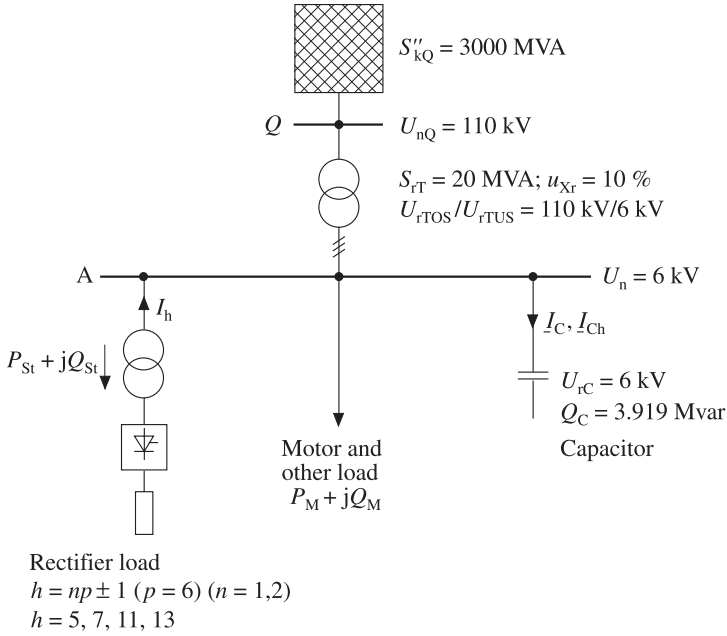 S″kQ = 3000 MVA
Q
UnQ = 110 kV
SrT = 20 MVA; uXr = 10 %
UrTOS/UrTUS = 110 kV/6 kV
A
Un = 6 kV
Ih
IC, ICh
PSt + jQSt
UrC = 6 kV
QC = 3.919 Mvar
Capacitor
Motor and
other load
PM + jQM
Rectifier load
h = np ± 1 (p = 6) (n = 1,2)
h = 5, 7, 11, 13